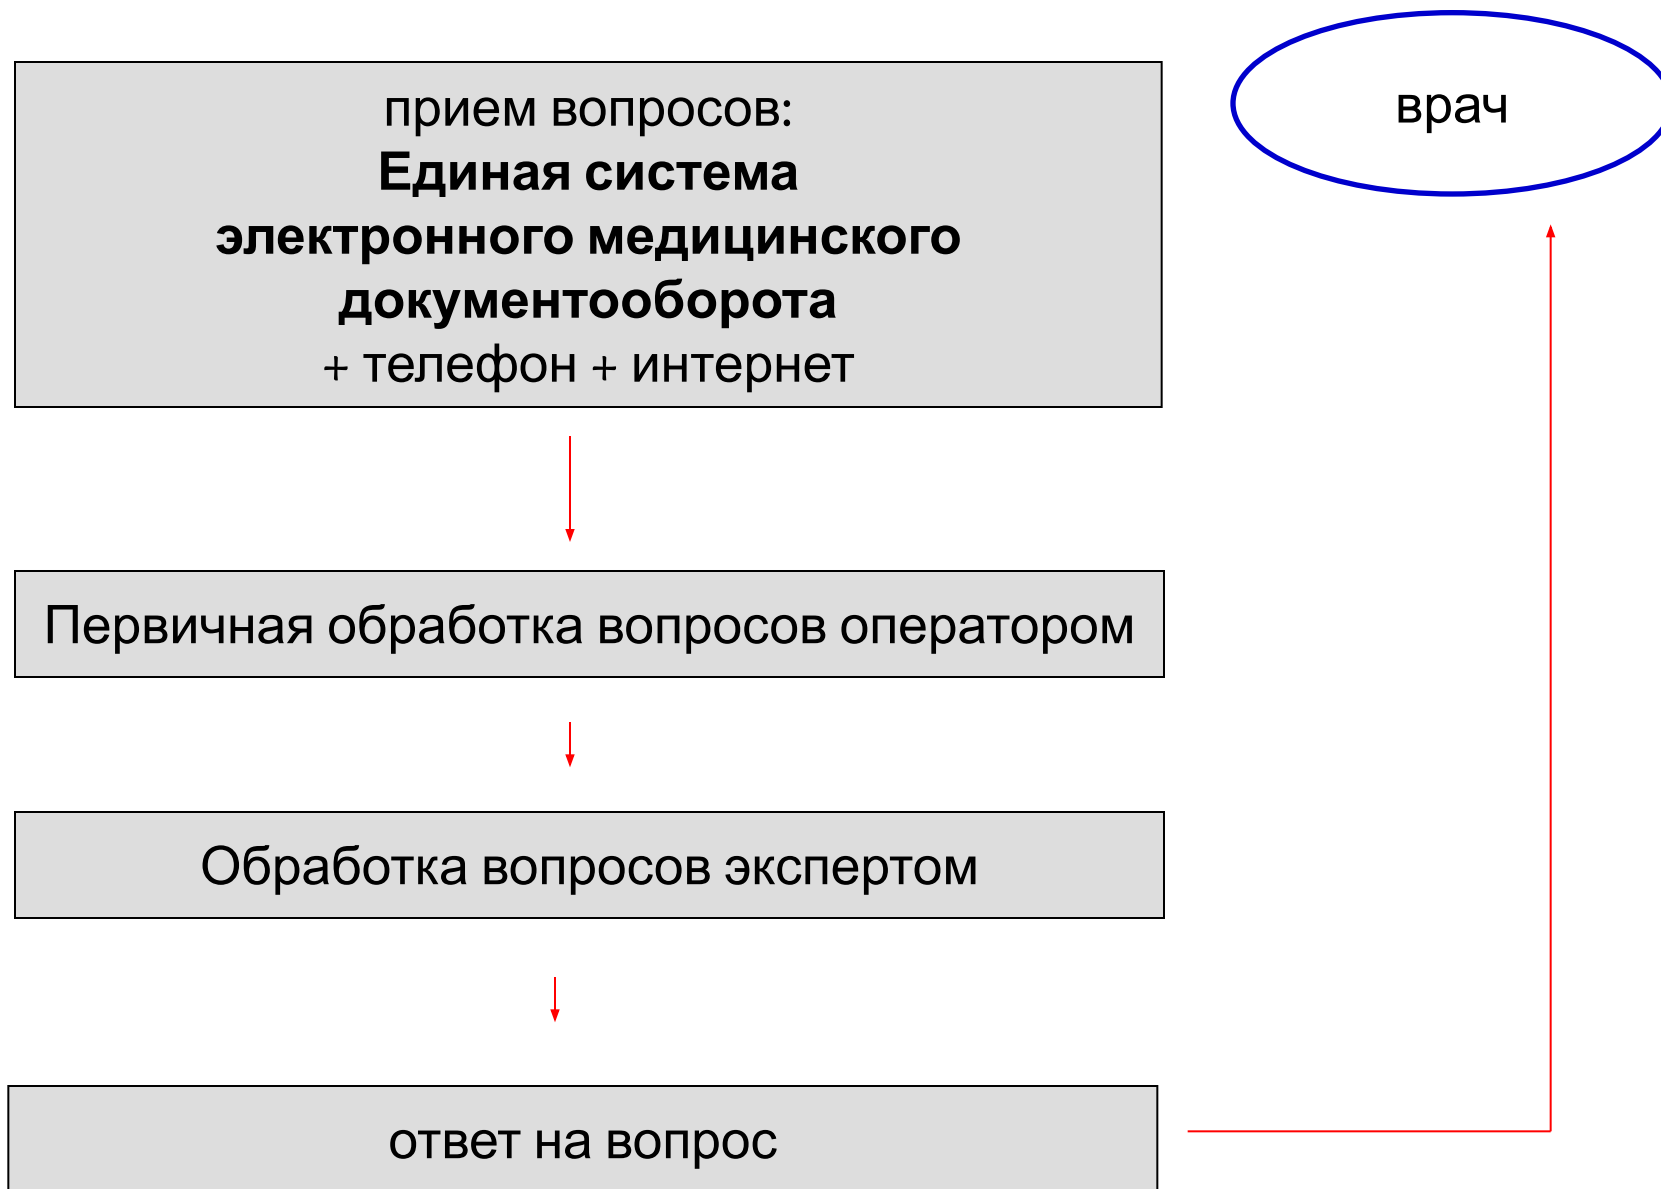 прием вопросов:
Единая система
электронного медицинского
документооборота
+ телефон + интернет
врач
Первичная обработка вопросов оператором
Обработка вопросов экспертом
ответ на вопрос